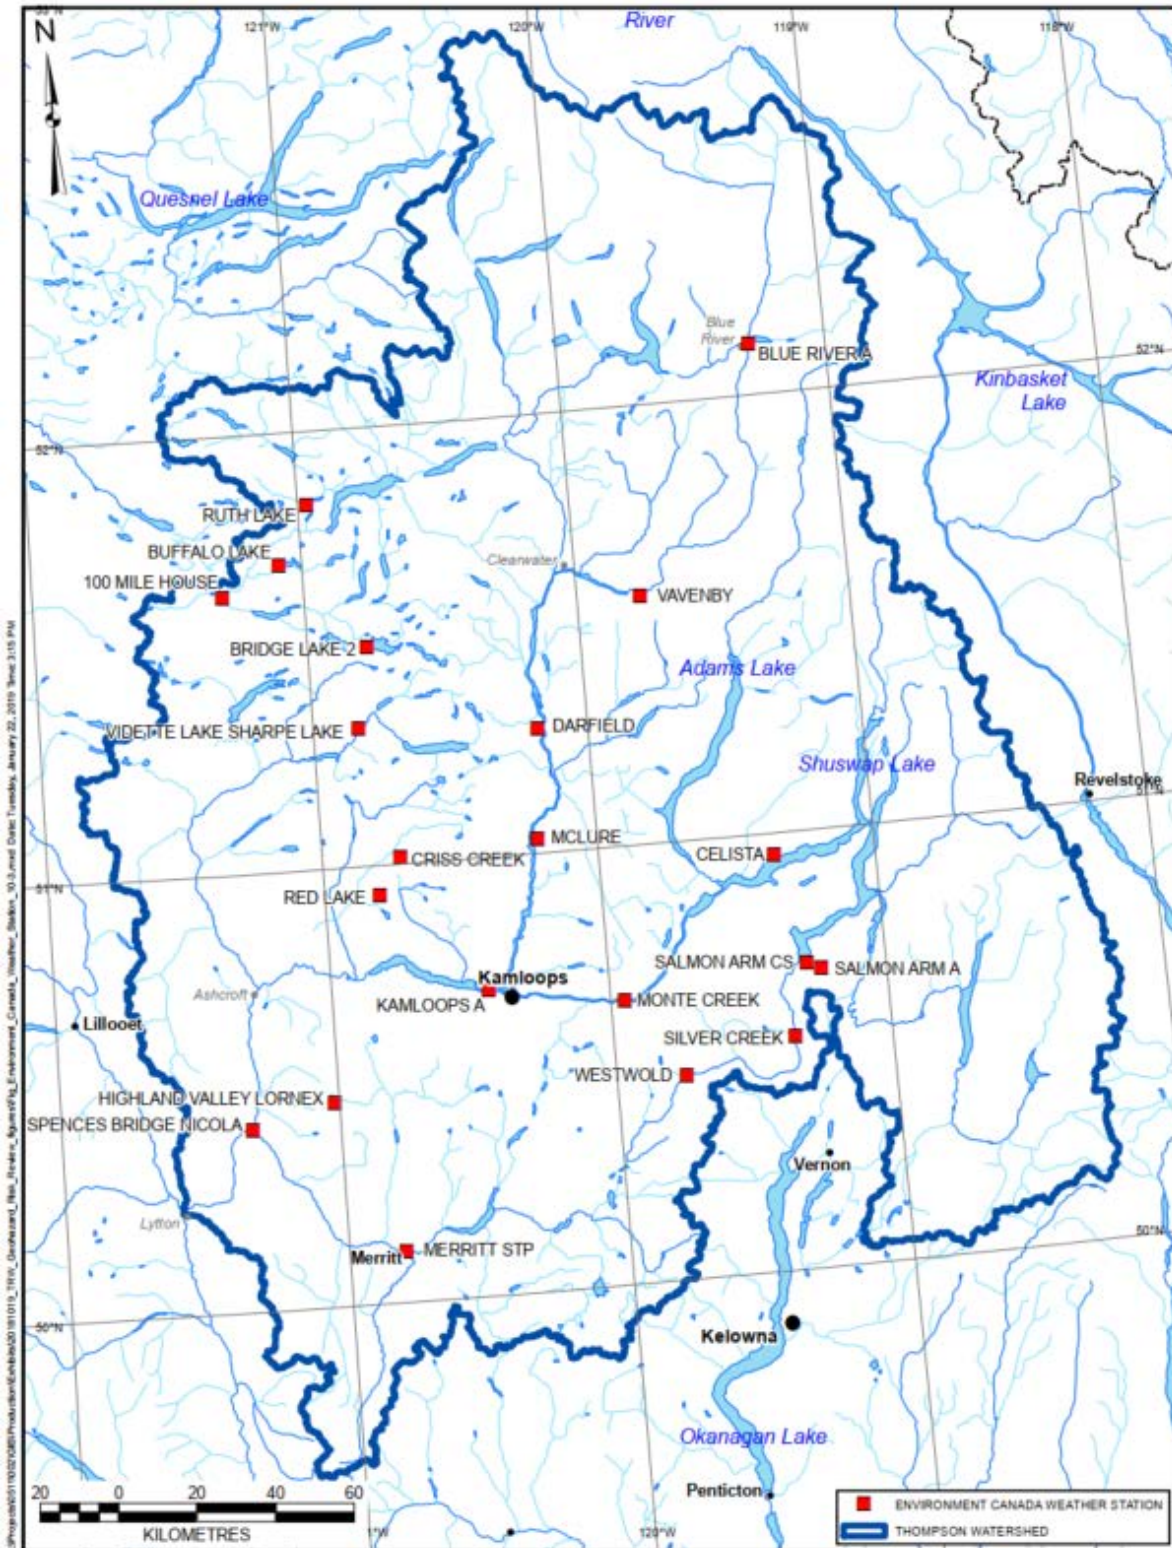 N
121°W
120°W
River
119°W
118°W
Quesnel Lake
Blue
River
BLUE RIVER A
52°N
Kinbasket
Lake
52°N
RUTH LAKE
BUFFALO LAKE
Clearwater
100 MILE HOUSE
VAVENBY
BRIDGE LAKE 2
Adams Lake
VIDETTE LAKE SHARPE LAKE
DARFIELD
Shuswap Lake
Revelstoke
51°N
MCLURE
CRISS CREEK
CELISTA
51°N
RED LAKE
SALMON ARM CS
SALMON ARM A
Kamloops
Ashcroft
KAMLOOPS A
MONTE CREEK
Lillooet
SILVER CREEK
WESTWOLD
HIGHLAND VALLEY LORNEX
SPENCES BRIDGE NICOLA
Vernon
Lytton
50°N
Merritt
MERRITT STP
50°N
Kelowna
Okanagan Lake
Penticton
20 0 20 40 60
KILOMETRES
1°W
120°W
ENVIRONMENT CANADA WEATHER STATION
THOMPSON WATERSHED